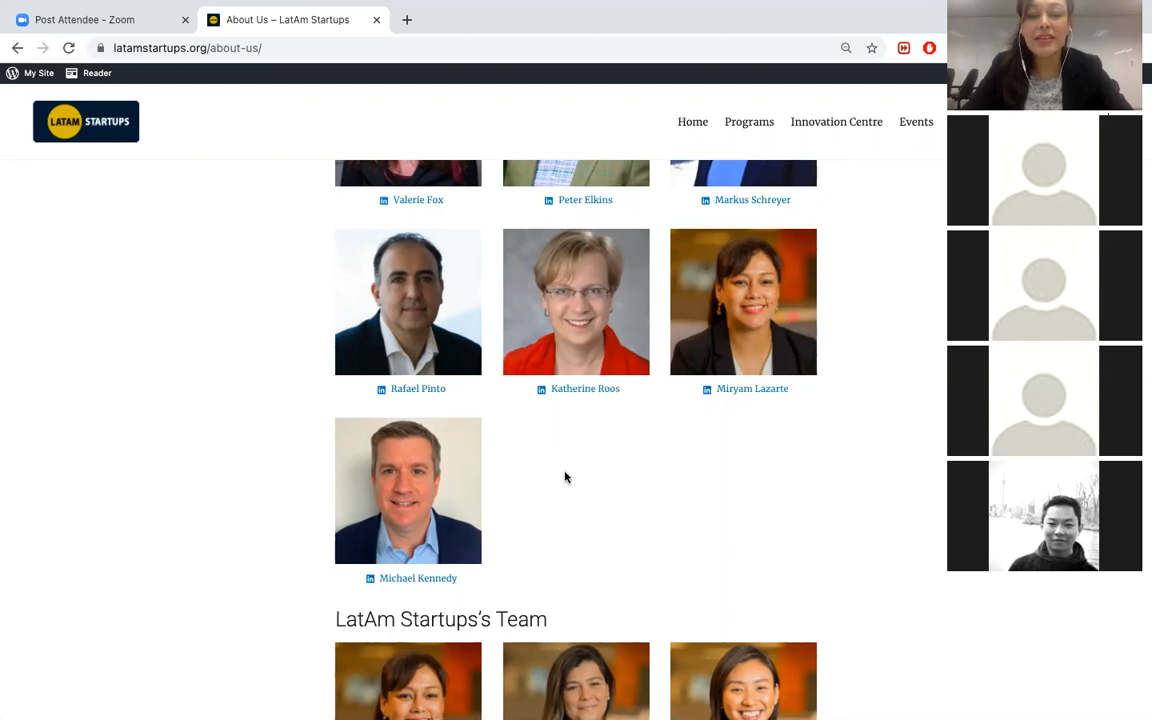 Post Attendee - Zoom
About Us – LatAm Startups
latamstartups.org/about-us/
My Site
Reader
LATAM STARTUPS
Home
Programs
Innovation Centre
Events
Valerie Fox
Peter Elkins
Markus Schreyer
Rafael Pinto
Katherine Roos
Miryam Lazarte
Michael Kennedy
LatAm Startups's Team